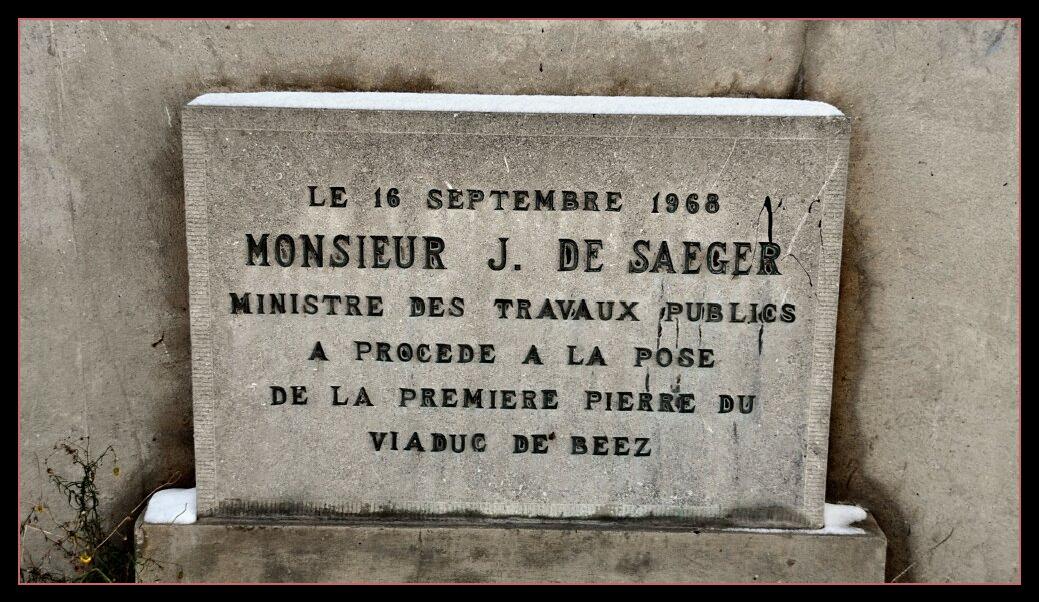 LE 16 SEPTEMBRE 1968
MONSIEUR J. DE SAEGER
MINISTRE DES TRAVAUX PUBLICS
A PROCEDE A LA POSE
DE LA PREMIERE PIERRE DU
VIADUC DE BEEZ